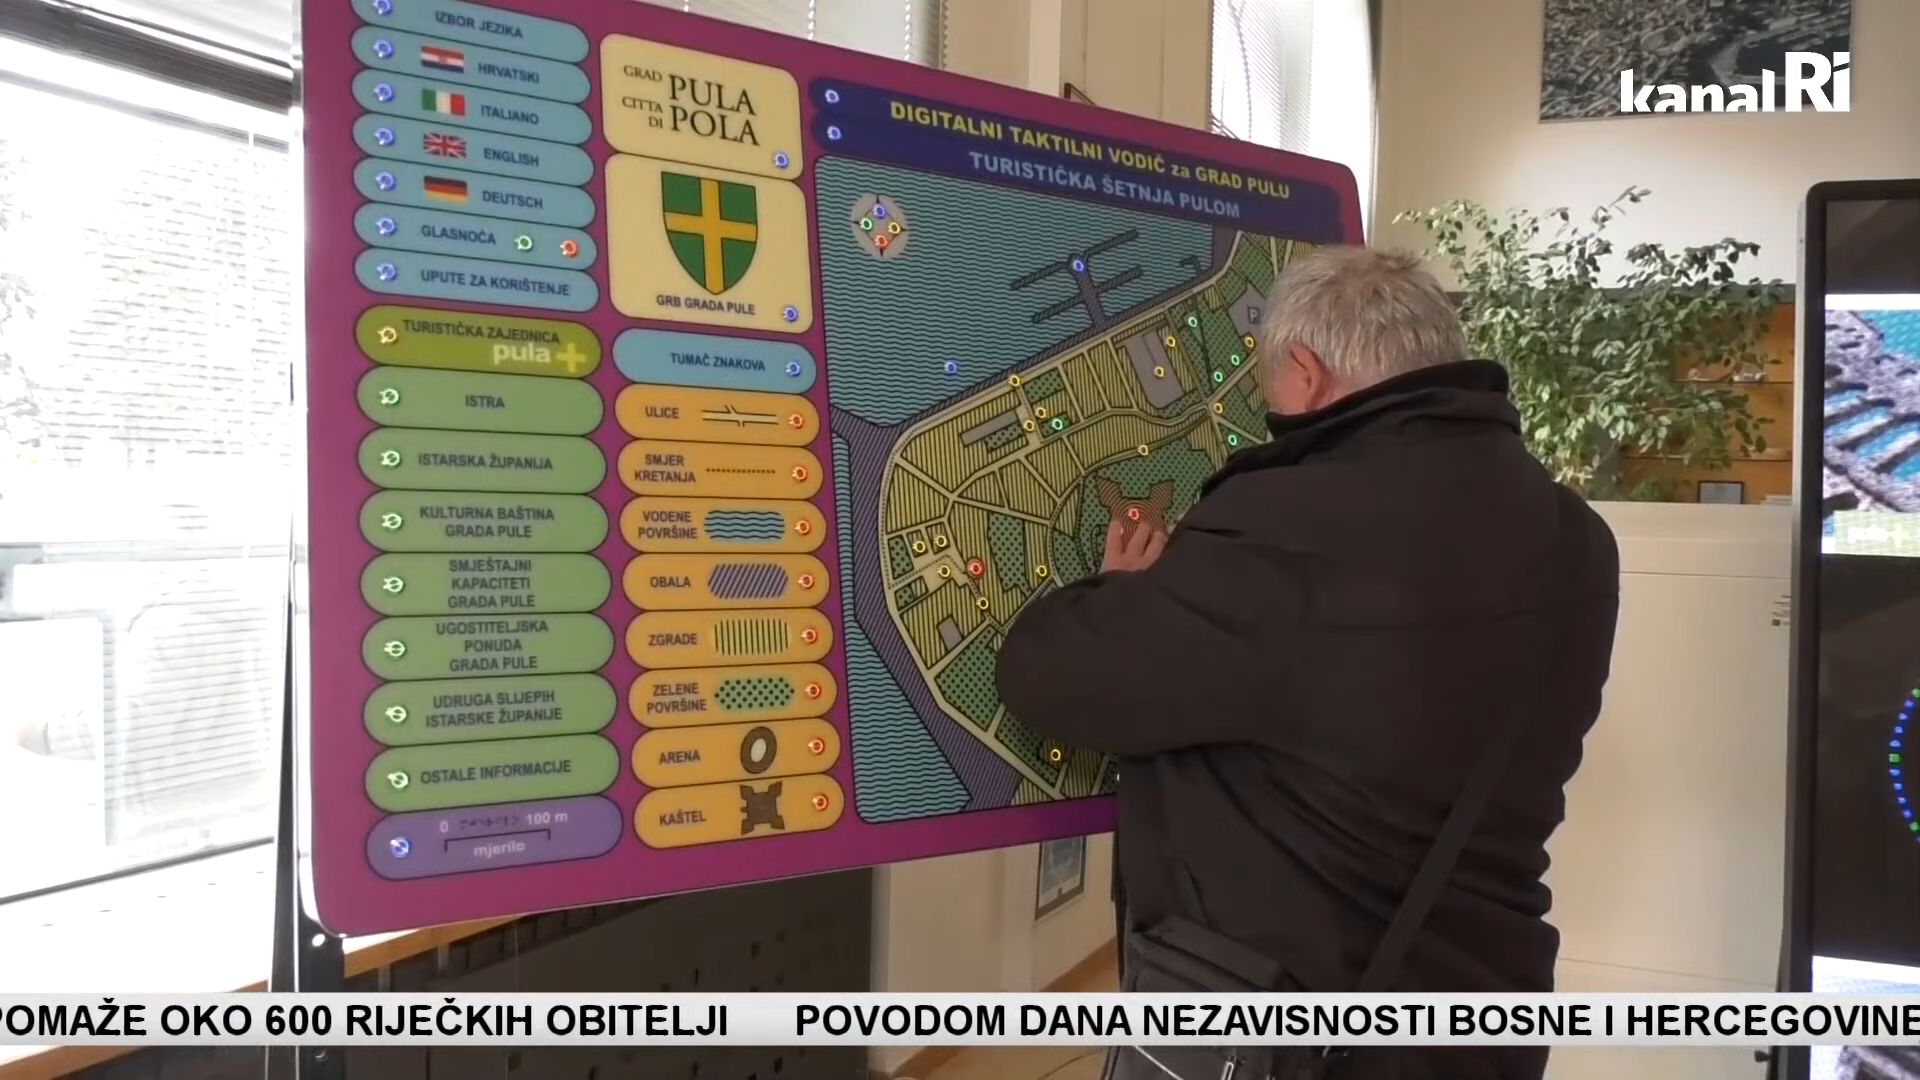 IZBOR JEZIKA
HRVATSKI
ITALIANO
ENGLISH
DEUTSCH
GLASNOĆA
UPUTE ZA KORIŠTENJE
TURISTIČKA ZAJEDNICA
pula+
ISTRA
ISTARSKA ŽUPANIJA
KULTURNA BAŠTINA
GRADA PULE
SMJEŠTAJNI
KAPACITETI
GRADA PULE
UGOSTITELJSKA
PONUDA
GRADA PULE
UDRUGA SLIJEPIH
ISTARSKE ŽUPANIJE
OSTALE INFORMACIJE
0 100 m
mjerilo
GRAD PULA
CITTA DI POLA
GRB GRADA PULE
TUMAČ ZNAKOVA
ULICE
SMJER
KRETANJA
VODENE
POVRŠINE
OBALA
ZGRADE
ZELENE
POVRŠINE
ARENA
KAŠTEL
DIGITALNI TAKTILNI VODIČ za GRAD PULU
TURISTIČKA ŠETNJA PULOM
P
kanal Ri
POMAŽE OKO 600 RIJEČKIH OBITELJI POVODOM DANA NEZAVISNOSTI BOSNE I HERCEGOVINE